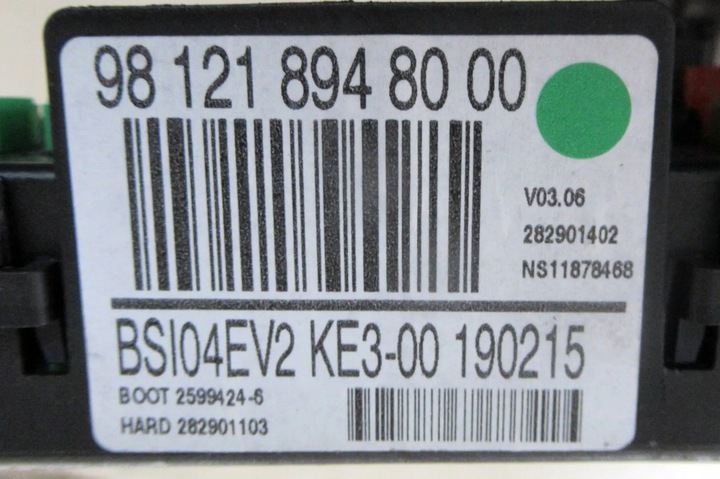 98 121 894 80 00
V03.06
282901402
NS11878468
BSI04EV2 KE3-00 190215
BOOT 2599424-6
HARD 282901103